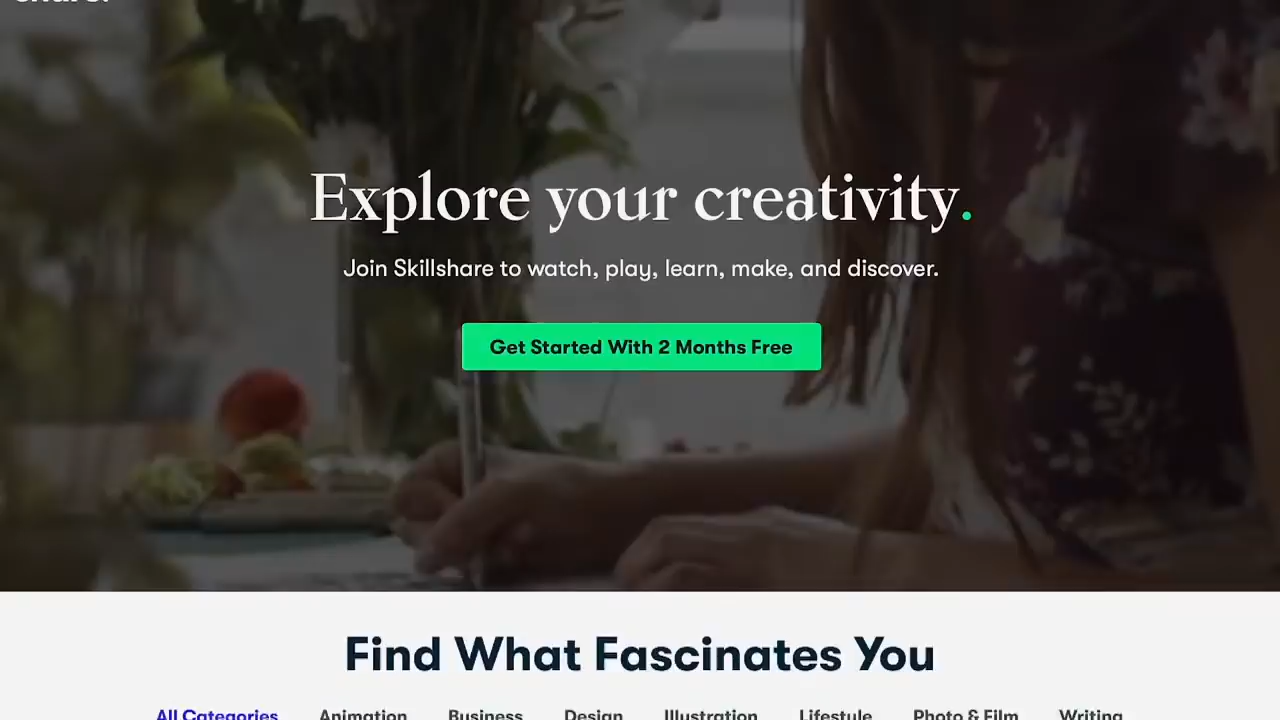 Explore your creativity.
Join Skillshare to watch, play, learn, make, and discover.
Get Started With 2 Months Free
Find What Fascinates You
All Categories Animation Business Design Illustration Lifestyle Photo & Film Writing